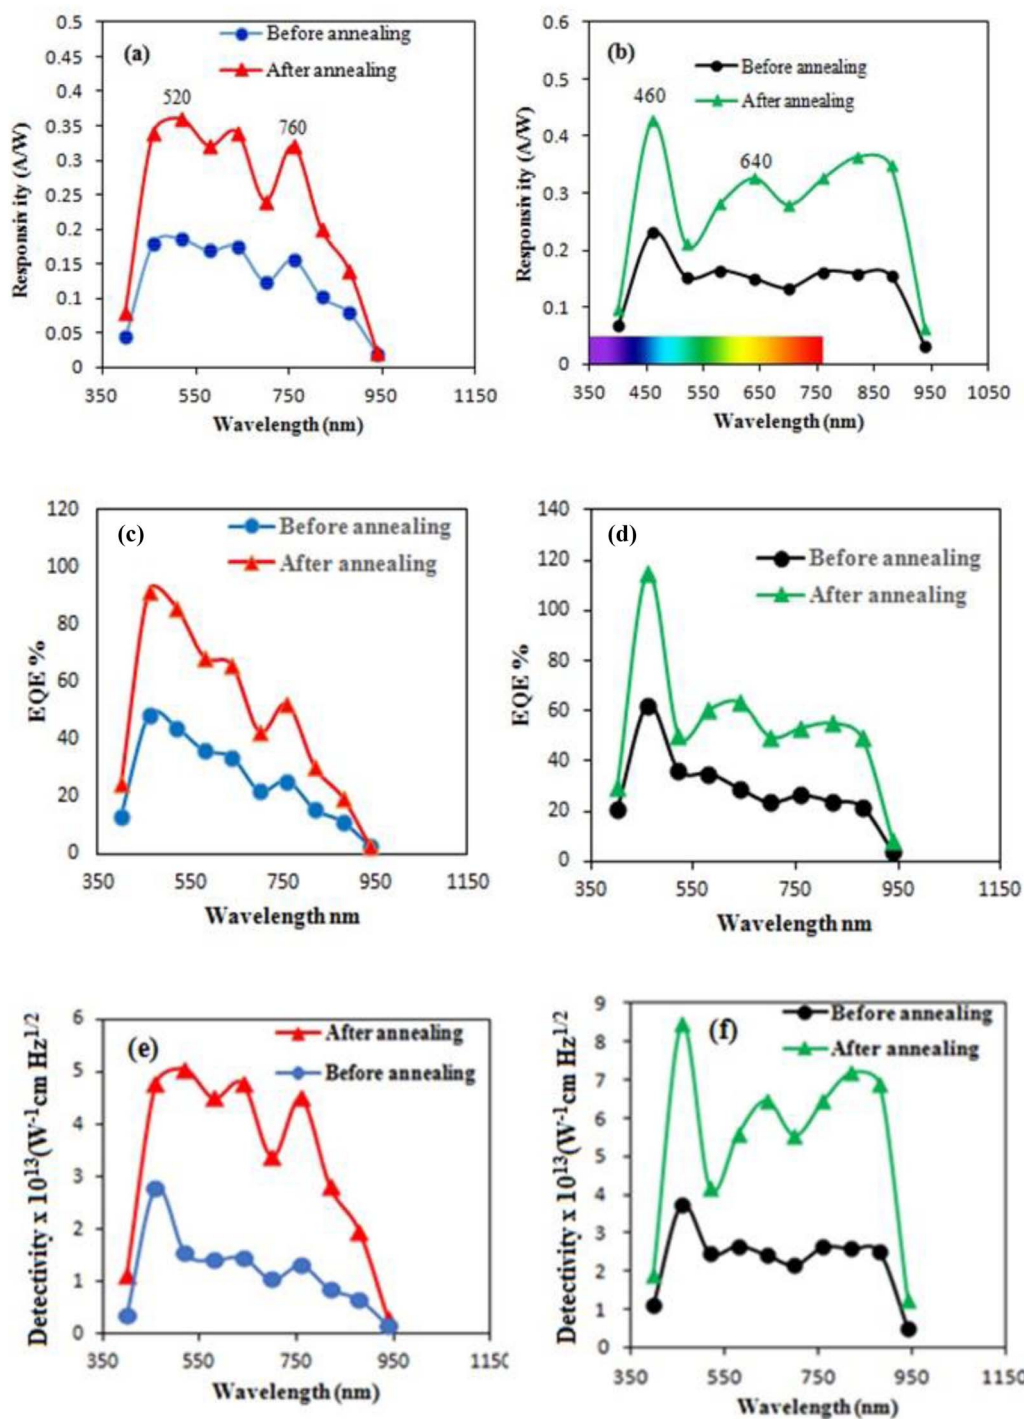 (a)
Before annealing
After annealing
520
760
0.5
0.45
0.4
0.35
0.3
0.25
0.2
0.15
0.1
0.05
0
Responsivity (A/W)
350 550 750 950 1150
Wavelength (nm)
(b)
Before annealing
After annealing
460
640
0.6
0.5
0.4
0.3
0.2
0.1
0
Responsivity (A/W)
350 450 550 650 750 850 950 1050
Wavelength (nm)
(c)
Before annealing
After annealing
120
100
80
60
40
20
0
EQE %
350 550 750 950 1150
Wavelength nm
(d)
Before annealing
After annealing
140
120
100
80
60
40
20
0
EQE %
350 550 750 950 1150
Wavelength nm
(e)
After annealing
Before annealing
6
5
4
3
2
1
0
Detectivity x 10¹³(W⁻¹cm Hz¹/²
350 550 750 950 1150
Wavelength (nm)
(f)
Before annealing
After annealing
9
8
7
6
5
4
3
2
1
0
Detectivity x 10¹³(W⁻¹cm Hz¹/²
350 550 750 950 1150
Wavelength (nm)